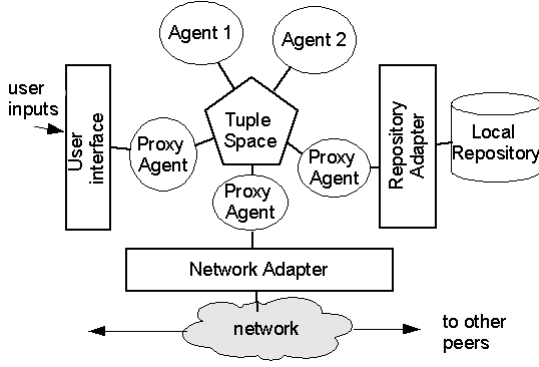 Agent 1
Agent 2
user
inputs
User
interface
Proxy
Agent
Tuple
Space
Proxy
Agent
Repository
Adapter
Local
Repository
Proxy
Agent
Network Adapter
network
to other
peers